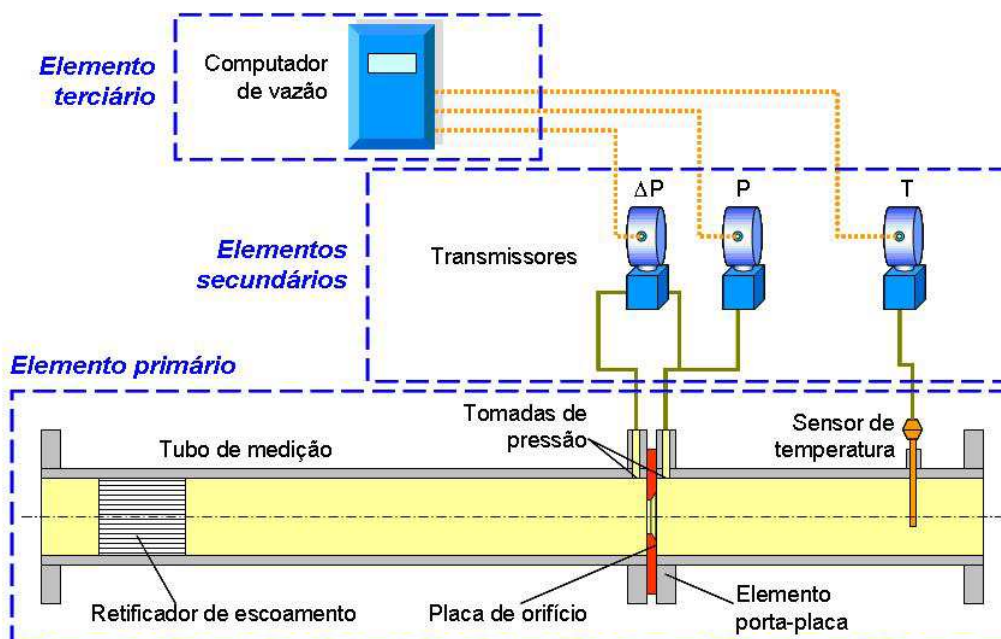 Elemento
terciário
Computador
de vazão
ΔP
P
T
Elementos
secundários
Transmissores
Elemento primário
Tubo de medição
Tomadas de
pressão
Sensor de
temperatura
Retificador de escoamento
Placa de orifício
Elemento
porta-placa